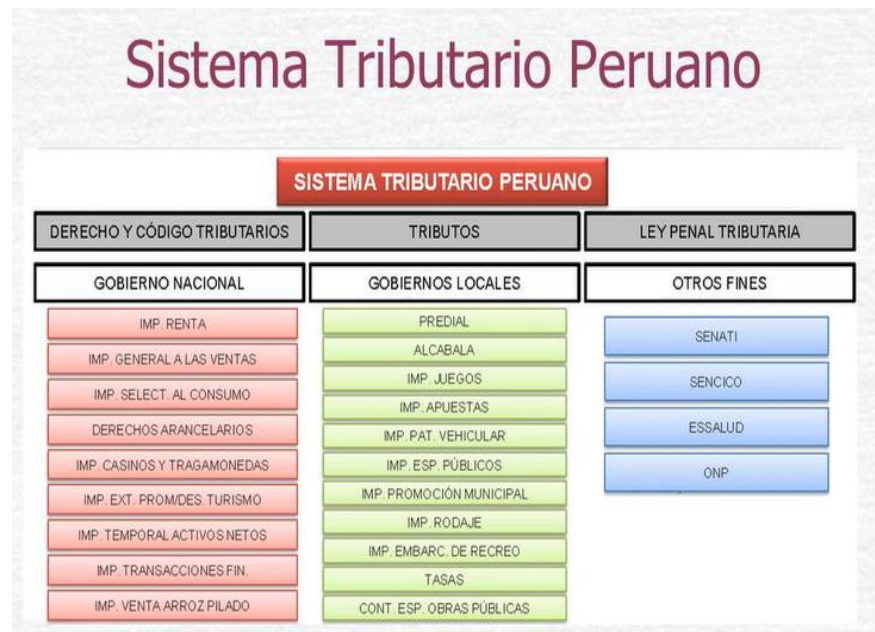 Sistema Tributario Peruano
SISTEMA TRIBUTARIO PERUANO
DERECHO Y CÓDIGO TRIBUTARIOS
TRIBUTOS
LEY PENAL TRIBUTARIA
GOBIERNO NACIONAL
GOBIERNOS LOCALES
OTROS FINES
IMP. RENTA
IMP. GENERAL A LAS VENTAS
IMP. SELECT. AL CONSUMO
DERECHOS ARANCELARIOS
IMP. CASINOS Y TRAGAMONEDAS
IMP. EXT. PROM/DES. TURISMO
IMP. TEMPORAL ACTIVOS NETOS
IMP. TRANSACCIONES FIN.
IMP. VENTA ARROZ PILADO
PREDIAL
ALCABALA
IMP. JUEGOS
IMP. APUESTAS
IMP. PAT. VEHICULAR
IMP. ESP. PÚBLICOS
IMP. PROMOCIÓN MUNICIPAL
IMP. RODAJE
IMP. EMBARC. DE RECREO
TASAS
CONT. ESP. OBRAS PÚBLICAS
SENATI
SENCICO
ESSALUD
ONP